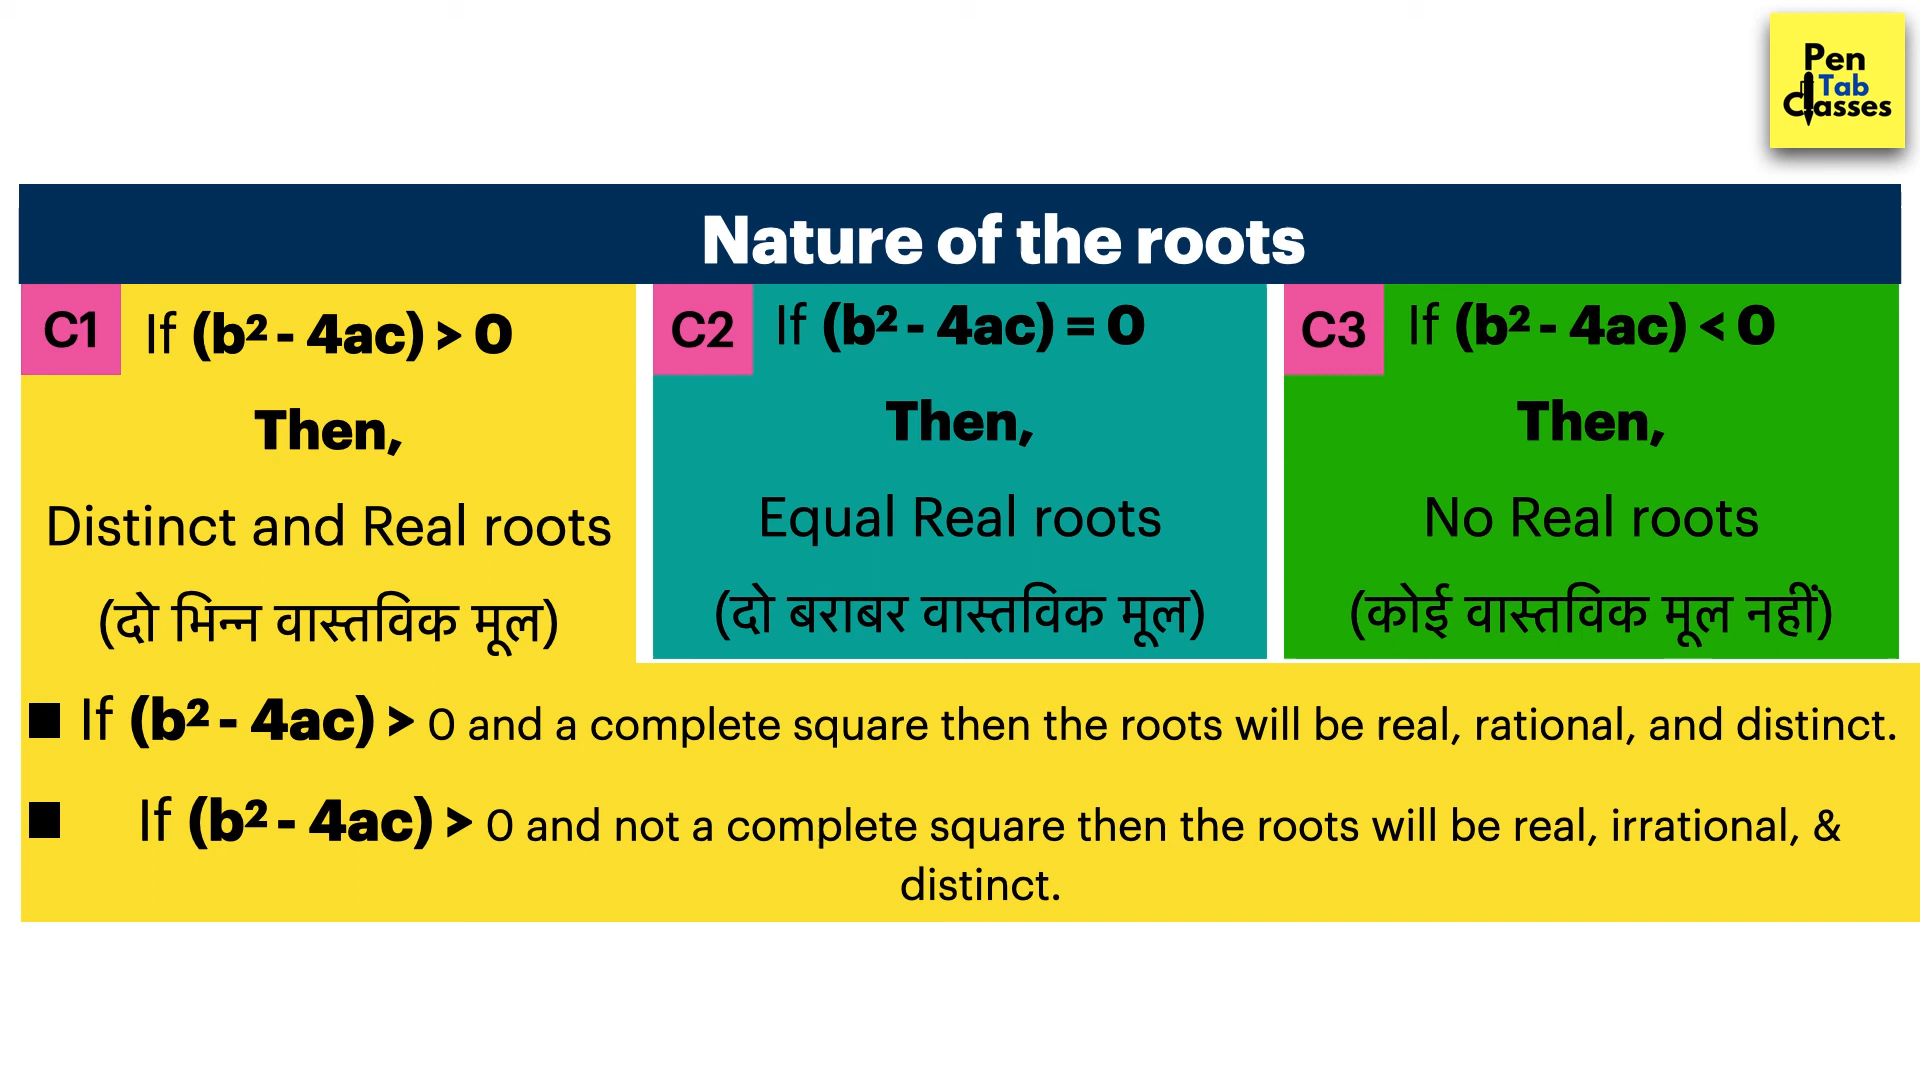 Pen
Tab
Classes
Nature of the roots
C1
If (b² - 4ac) > 0
Then,
Distinct and Real roots
(दो भिन्न वास्तविक मूल)
C2
If (b² - 4ac) = 0
Then,
Equal Real roots
(दो बराबर वास्तविक मूल)
C3
If (b² - 4ac) < 0
Then,
No Real roots
(कोई वास्तविक मूल नहीं)
■ If (b² - 4ac) > 0 and a complete square then the roots will be real, rational, and distinct.
■ If (b² - 4ac) > 0 and not a complete square then the roots will be real, irrational, &
distinct.